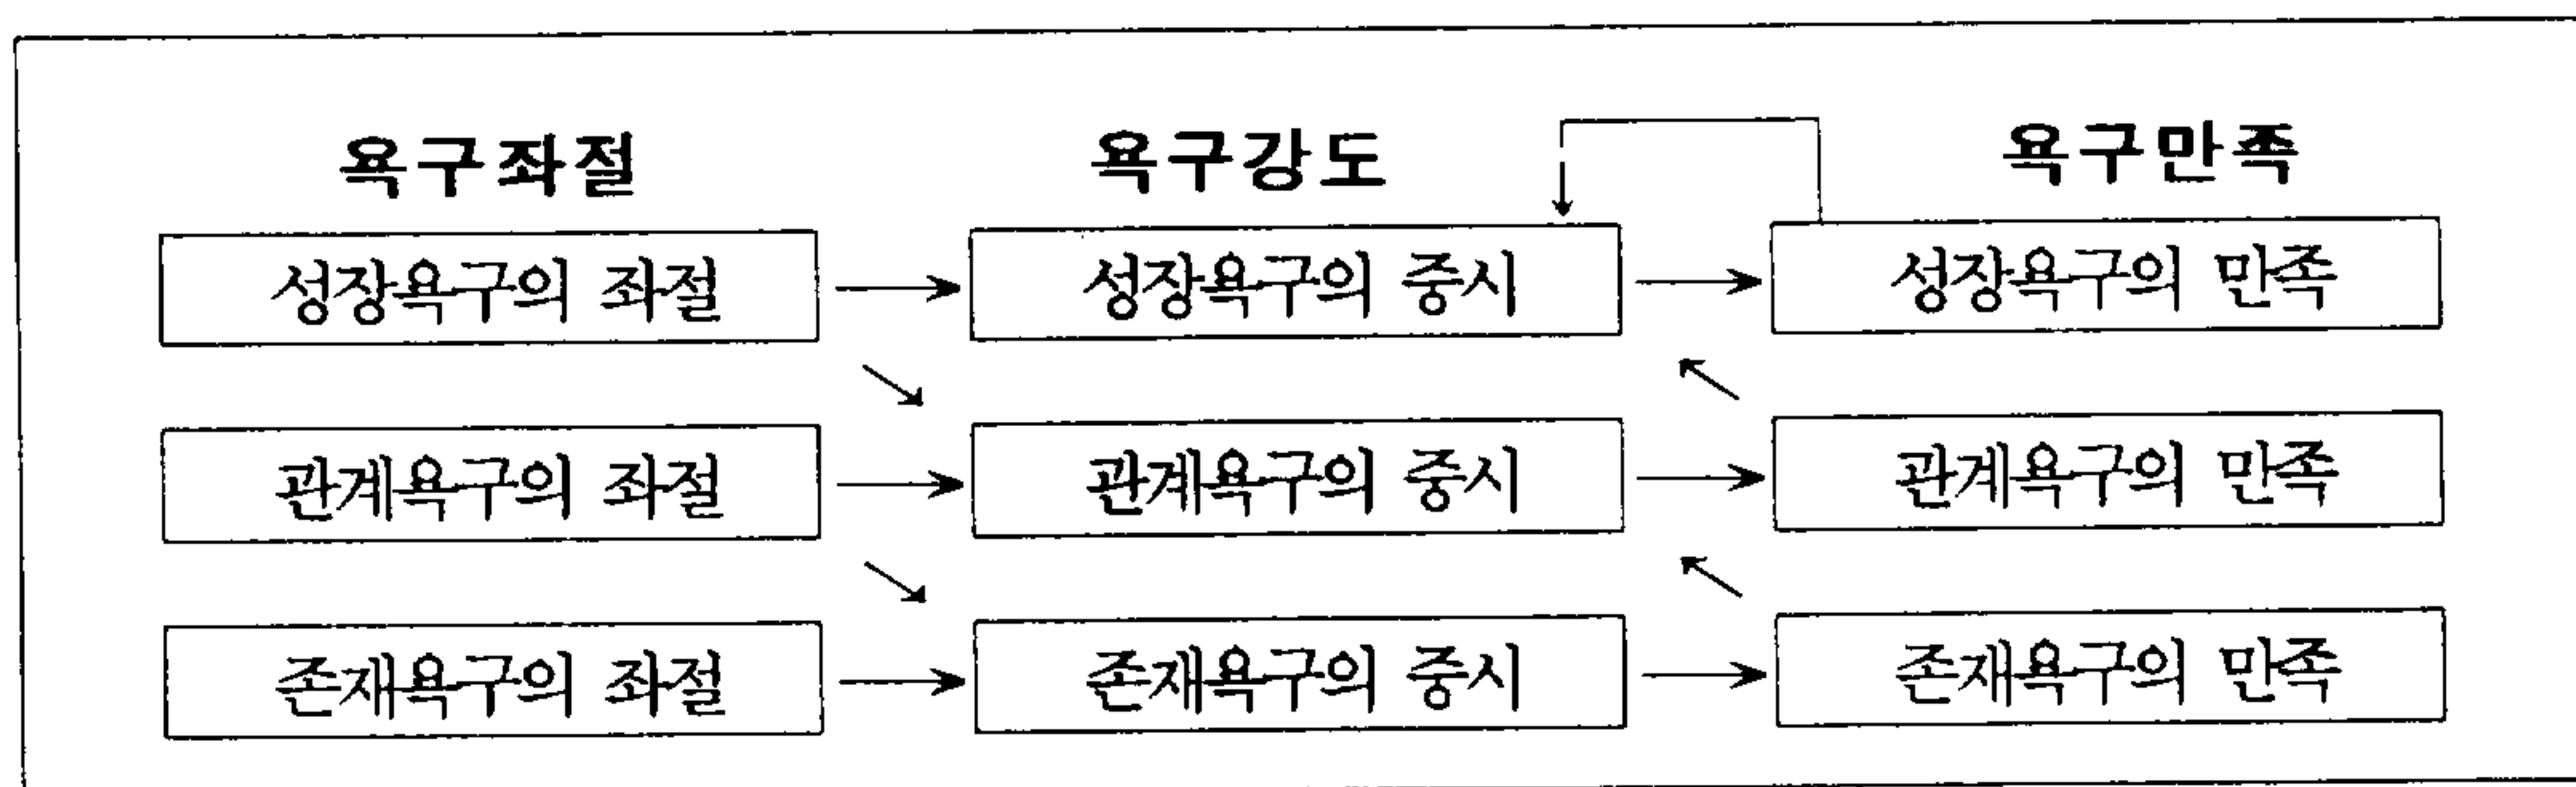 욕구좌절 욕구강도 욕구만족
성장욕구의 좌절 성장욕구의 중시 성장욕구의 만족
관계욕구의 좌절 관계욕구의 중시 관계욕구의 만족
존재욕구의 좌절 존재욕구의 중시 존재욕구의 만족